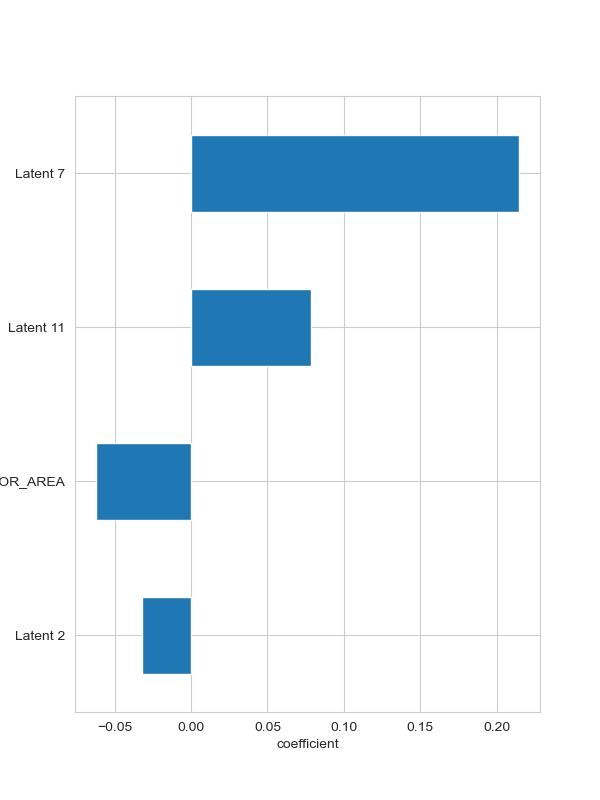 Latent 7
Latent 11
OR_AREA
Latent 2
−0.05 0.00 0.05 0.10 0.15 0.20
coefficient